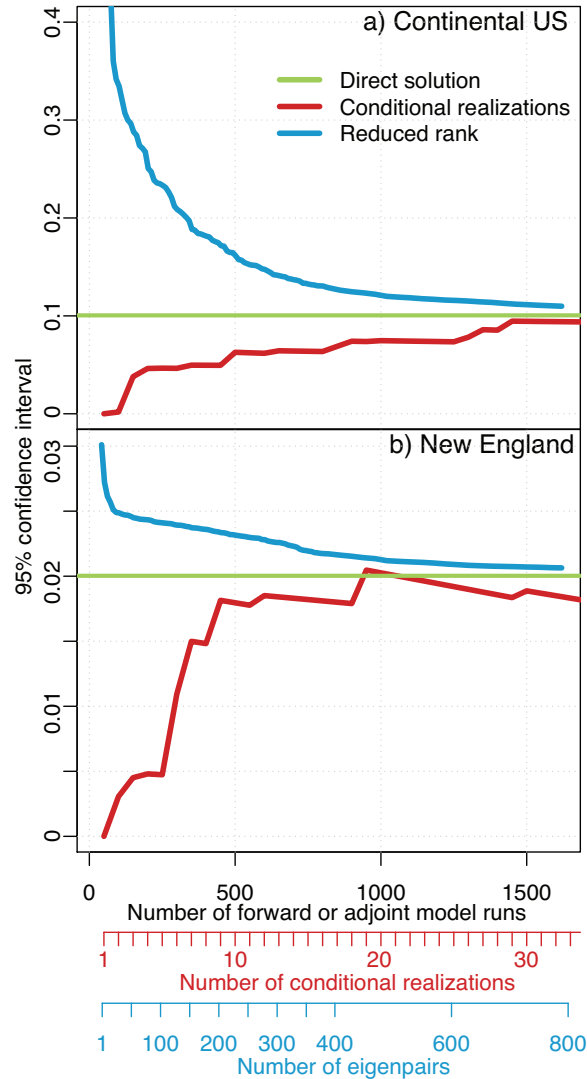 a) Continental US
Direct solution
Conditional realizations
Reduced rank
0.4
0.3
0.2
0.1
0
95% confidence interval
b) New England
0.03
0.02
0.01
0
0 500 1000 1500
Number of forward or adjoint model runs
1 10 20 30
Number of conditional realizations
1 100 200 300 400 600 800
Number of eigenpairs